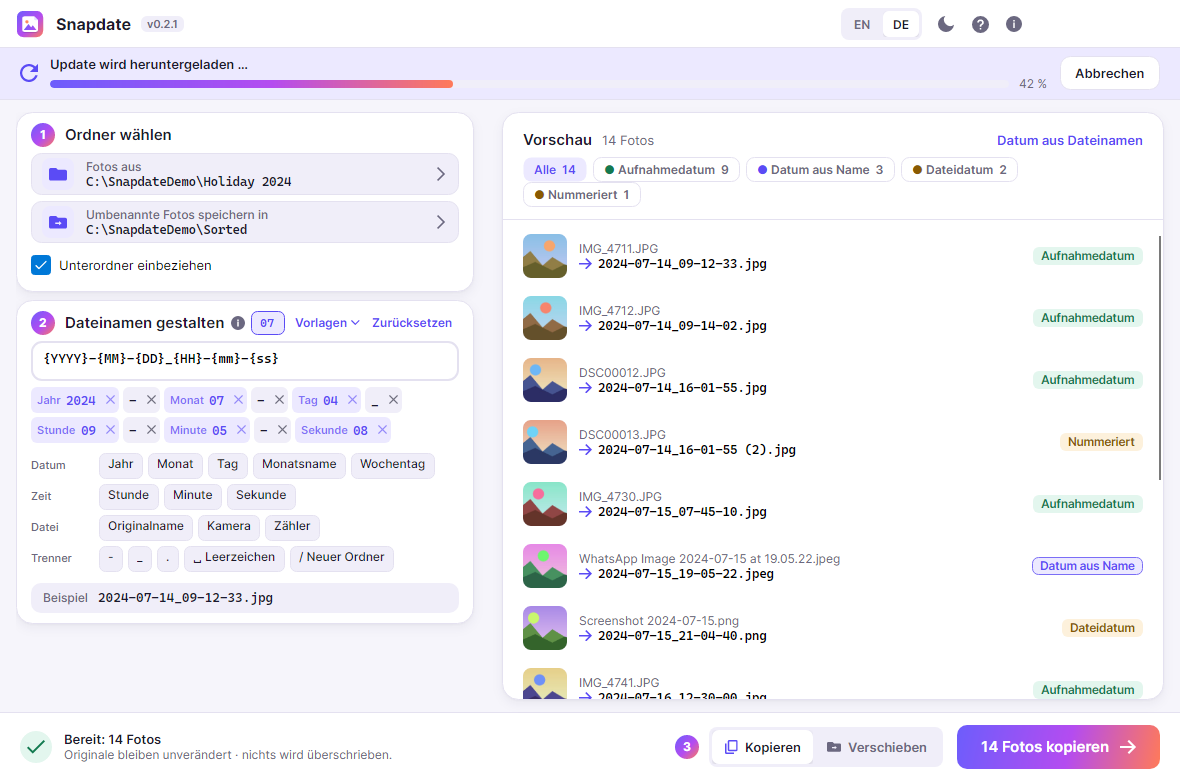 Snapdate v0.2.1 EN DE
Update wird heruntergeladen ...
42 %
Abbrechen
1 Ordner wählen
Fotos aus
C:\SnapdateDemo\Holiday 2024
Umbenannte Fotos speichern in
C:\SnapdateDemo\Sorted
Unterordner einbeziehen
2 Dateinamen gestalten 07 Vorlagen Zurücksetzen
{YYYY}-{MM}-{DD}_{HH}-{mm}-{ss}
Jahr 2024 × - × Monat 07 × - × Tag 04 × _ ×
Stunde 09 × - × Minute 05 × - × Sekunde 08 ×
Datum Jahr Monat Tag Monatsname Wochentag
Zeit Stunde Minute Sekunde
Datei Originalname Kamera Zähler
Trenner - _ . ␣ Leerzeichen / Neuer Ordner
Beispiel 2024-07-14_09-12-33.jpg
Vorschau 14 Fotos Datum aus Dateinamen
Alle 14 Aufnahmedatum 9 Datum aus Name 3 Dateidatum 2
Nummeriert 1
IMG_4711.JPG
→ 2024-07-14_09-12-33.jpg
Aufnahmedatum
IMG_4712.JPG
→ 2024-07-14_09-14-02.jpg
Aufnahmedatum
DSC00012.JPG
→ 2024-07-14_16-01-55.jpg
Aufnahmedatum
DSC00013.JPG
→ 2024-07-14_16-01-55 (2).jpg
Nummeriert
IMG_4730.JPG
→ 2024-07-15_07-45-10.jpg
Aufnahmedatum
WhatsApp Image 2024-07-15 at 19.05.22.jpeg
→ 2024-07-15_19-05-22.jpeg
Datum aus Name
Screenshot 2024-07-15.png
→ 2024-07-15_21-04-40.png
Dateidatum
IMG_4741.JPG
→ 2024-07-16_12-30-00.jpg
Aufnahmedatum
Bereit: 14 Fotos
Originale bleiben unverändert · nichts wird überschrieben.
3 Kopieren Verschieben
14 Fotos kopieren →